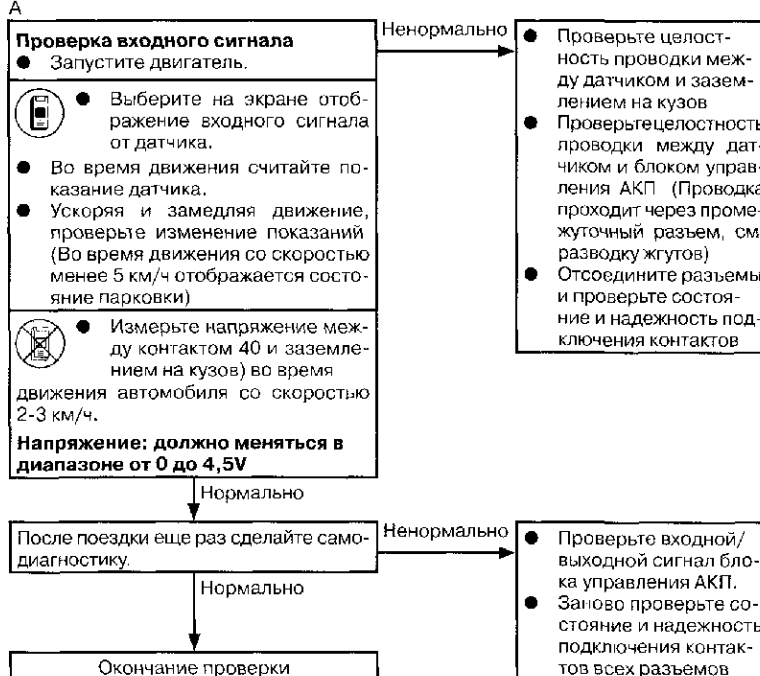 A
Проверка входного сигнала
● Запустите двигатель.
● Выберите на экране отоб-
ражение входного сигнала
от датчика.
● Во время движения считайте по-
казание датчика.
● Ускоряя и замедляя движение,
проверьте изменение показаний
(Во время движения со скоростью
менее 5 км/ч отображается состо-
яние парковки)
● Измерьте напряжение меж-
ду контактом 40 и заземле-
нием на кузов) во время
движения автомобиля со скоростью
2-3 км/ч.
Напряжение: должно меняться в
диапазоне от 0 до 4,5V
Ненормально
● Проверьте целост-
ность проводки меж-
ду датчиком и зазем-
лением на кузов
● Проверьтецелостность
проводки между дат-
чиком и блоком управ-
ления АКП (Проводка
проходит через проме-
жуточный разъем, см
разводку жгутов)
● Отсоедините разъемы
и проверьте состоя-
ние и надежность под-
ключения контактов
Нормально
После поездки еще раз сделайте само-
диагностику.
Ненормально
● Проверьте входной/
выходной сигнал бло-
ка управления АКП.
● Заново проверьте со-
стояние и надежность
подключения контак-
тов всех разъемов
Нормально
Окончание проверки